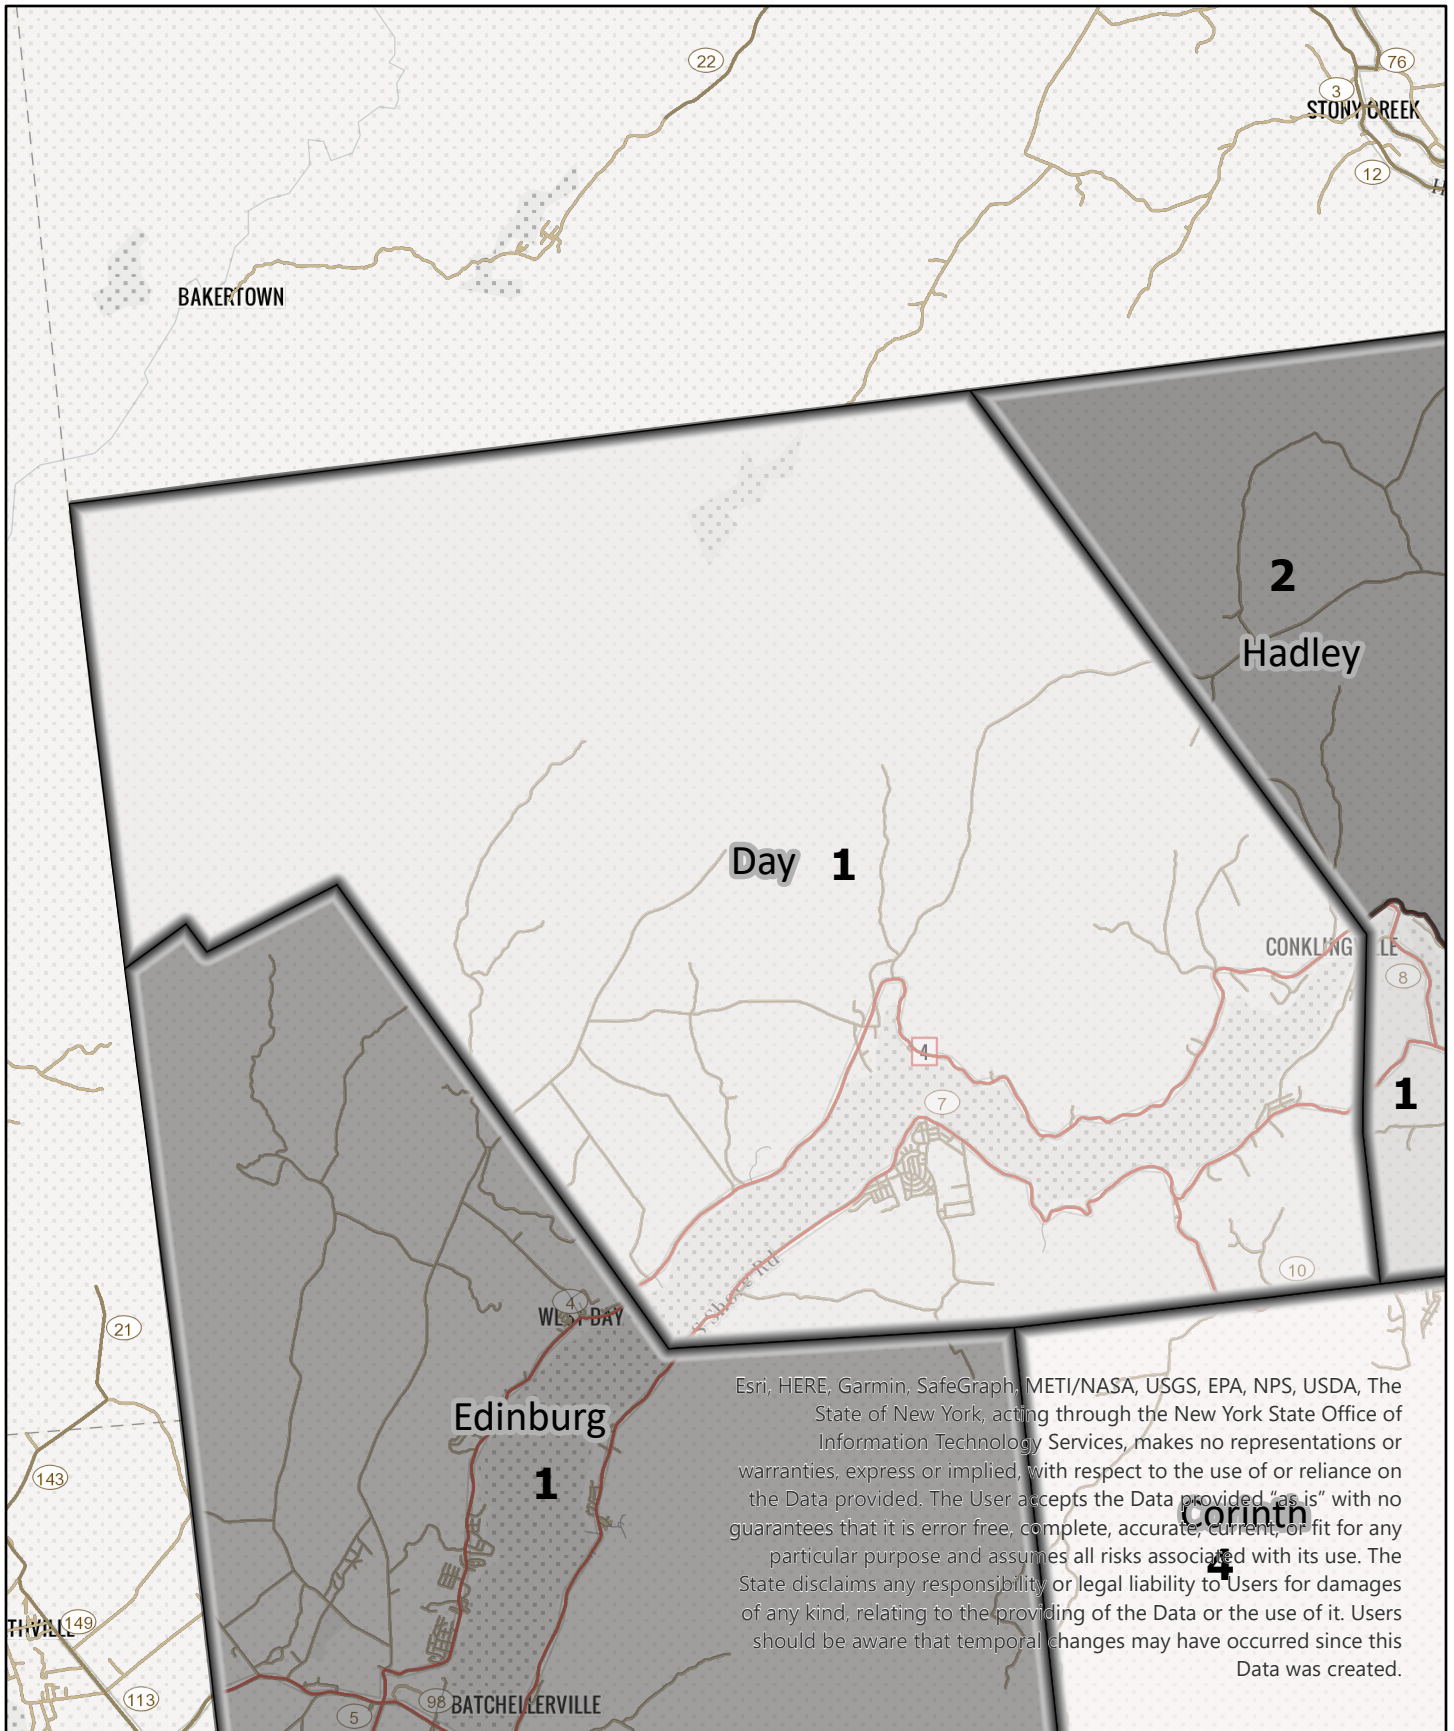 22
76
3
STONY CREEK
12
H
BAKERTOWN
2
Hadley
Day 1
CONKLING LLE
8
4
7
1
S Shore Rd
10
4
WEST DAY
21
Esri, HERE, Garmin, SafeGraph, METI/NASA, USGS, EPA, NPS, USDA, The
State of New York, acting through the New York State Office of
Information Technology Services, makes no representations or
warranties, express or implied, with respect to the use of or reliance on
the Data provided. The User accepts the Data provided "as is" with no
guarantees that it is error free, complete, accurate, current, or fit for any
particular purpose and assumes all risks associated with its use. The
State disclaims any responsibility or legal liability to Users for damages
of any kind, relating to the providing of the Data or the use of it. Users
should be aware that temporal changes may have occurred since this
Data was created.
Edinburg
1
143
Corinth
4
THVILLE
149
113
98
BATCHELLERVILLE
5